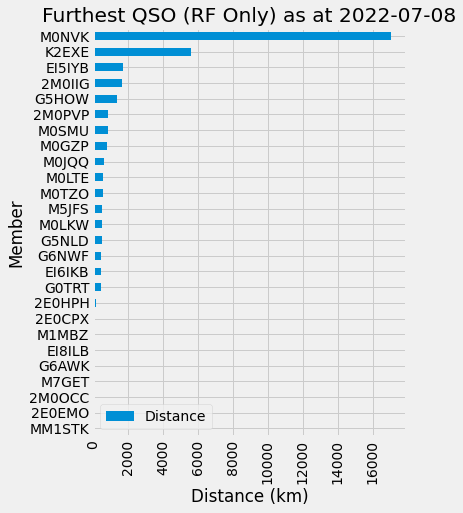 Furthest QSO (RF Only) as at 2022-07-08
M0NVK
K2EXE
EI5IYB
2M0IIG
G5HOW
2M0PVP
M0SMU
M0GZP
M0JQQ
M0LTE
M0TZO
M5JFS
M0LKW
G5NLD
G6NWF
EI6IKB
G0TRT
2E0HPH
2E0CPX
M1MBZ
EI8ILB
G6AWK
M7GET
2M0OCC
2E0EMO
MM1STK
Member
Distance
0
2000
4000
6000
8000
10000
12000
14000
16000
Distance (km)